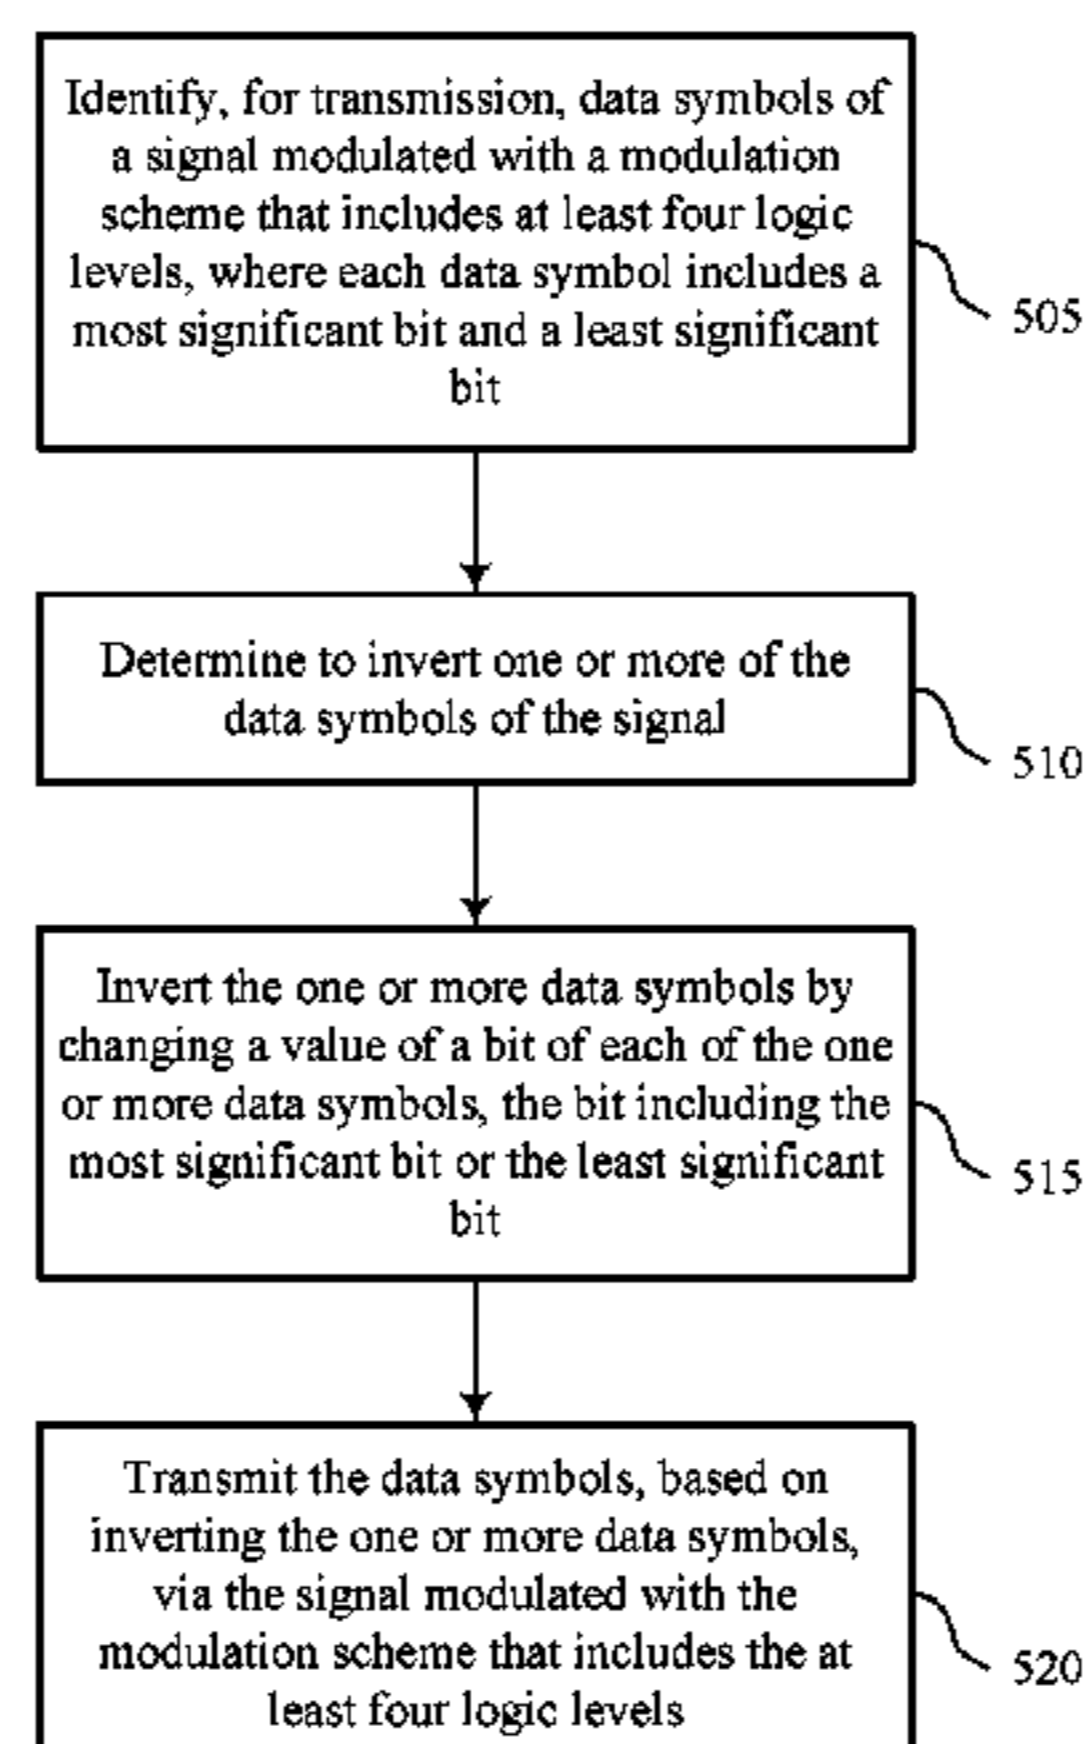 Identify, for transmission, data symbols of
a signal modulated with a modulation
scheme that includes at least four logic
levels, where each data symbol includes a
most significant bit and a least significant
bit
505
Determine to invert one or more of the
data symbols of the signal
510
Invert the one or more data symbols by
changing a value of a bit of each of the one
or more data symbols, the bit including the
most significant bit or the least significant
bit
515
Transmit the data symbols, based on
inverting the one or more data symbols,
via the signal modulated with the
modulation scheme that includes the at
least four logic levels
520